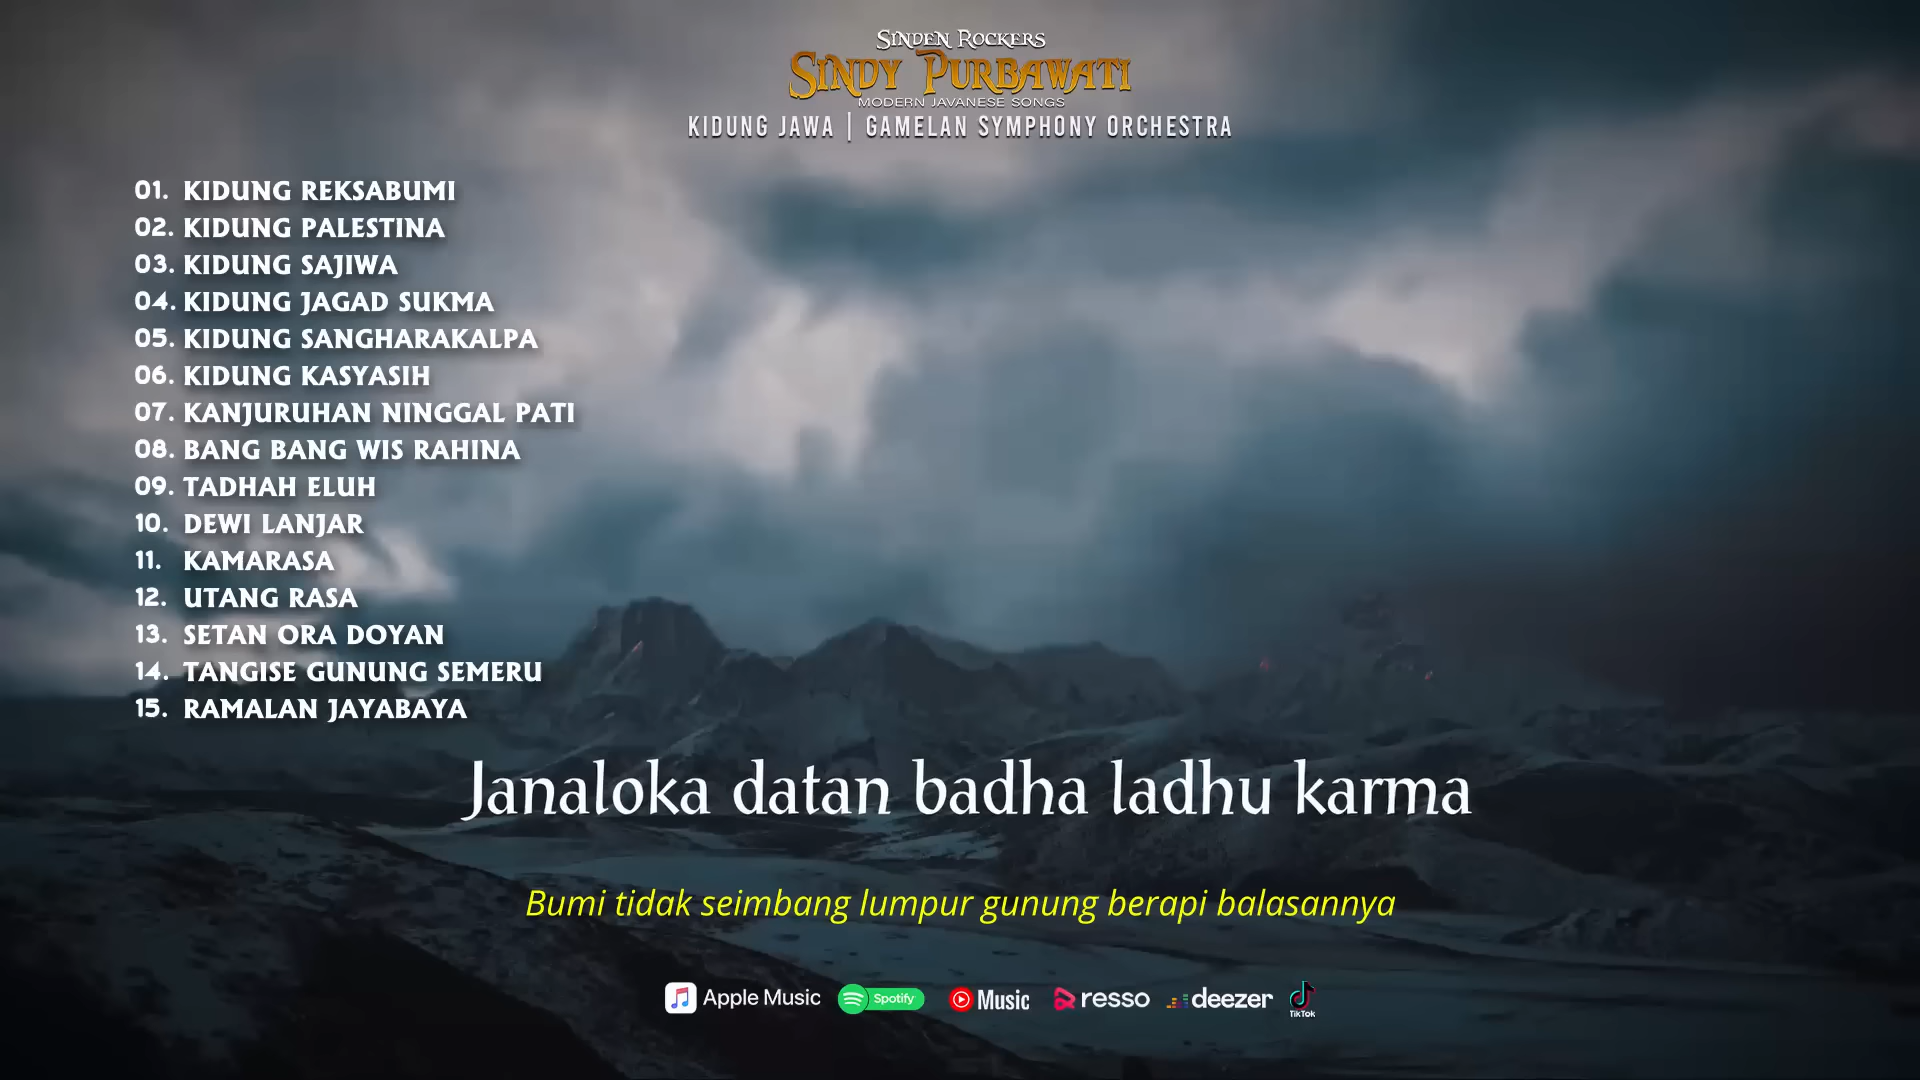 SINDEN ROCKERS
SINDY PURBAWATI
MODERN JAVANESE SONGS
KIDUNG JAWA | GAMELAN SYMPHONY ORCHESTRA
01. KIDUNG REKSABUMI
02. KIDUNG PALESTINA
03. KIDUNG SAJIWA
04. KIDUNG JAGAD SUKMA
05. KIDUNG SANGHARAKALPA
06. KIDUNG KASYASIH
07. KANJURUHAN NINGGAL PATI
08. BANG BANG WIS RAHINA
09. TADHAH ELUH
10. DEWI LANJAR
11. KAMARASA
12. UTANG RASA
13. SETAN ORA DOYAN
14. TANGISE GUNUNG SEMERU
15. RAMALAN JAYABAYA
Janaloka datan badha ladhu karma
Bumi tidak seimbang lumpur gunung berapi balasannya
Apple Music Spotify Music resso deezer TikTok